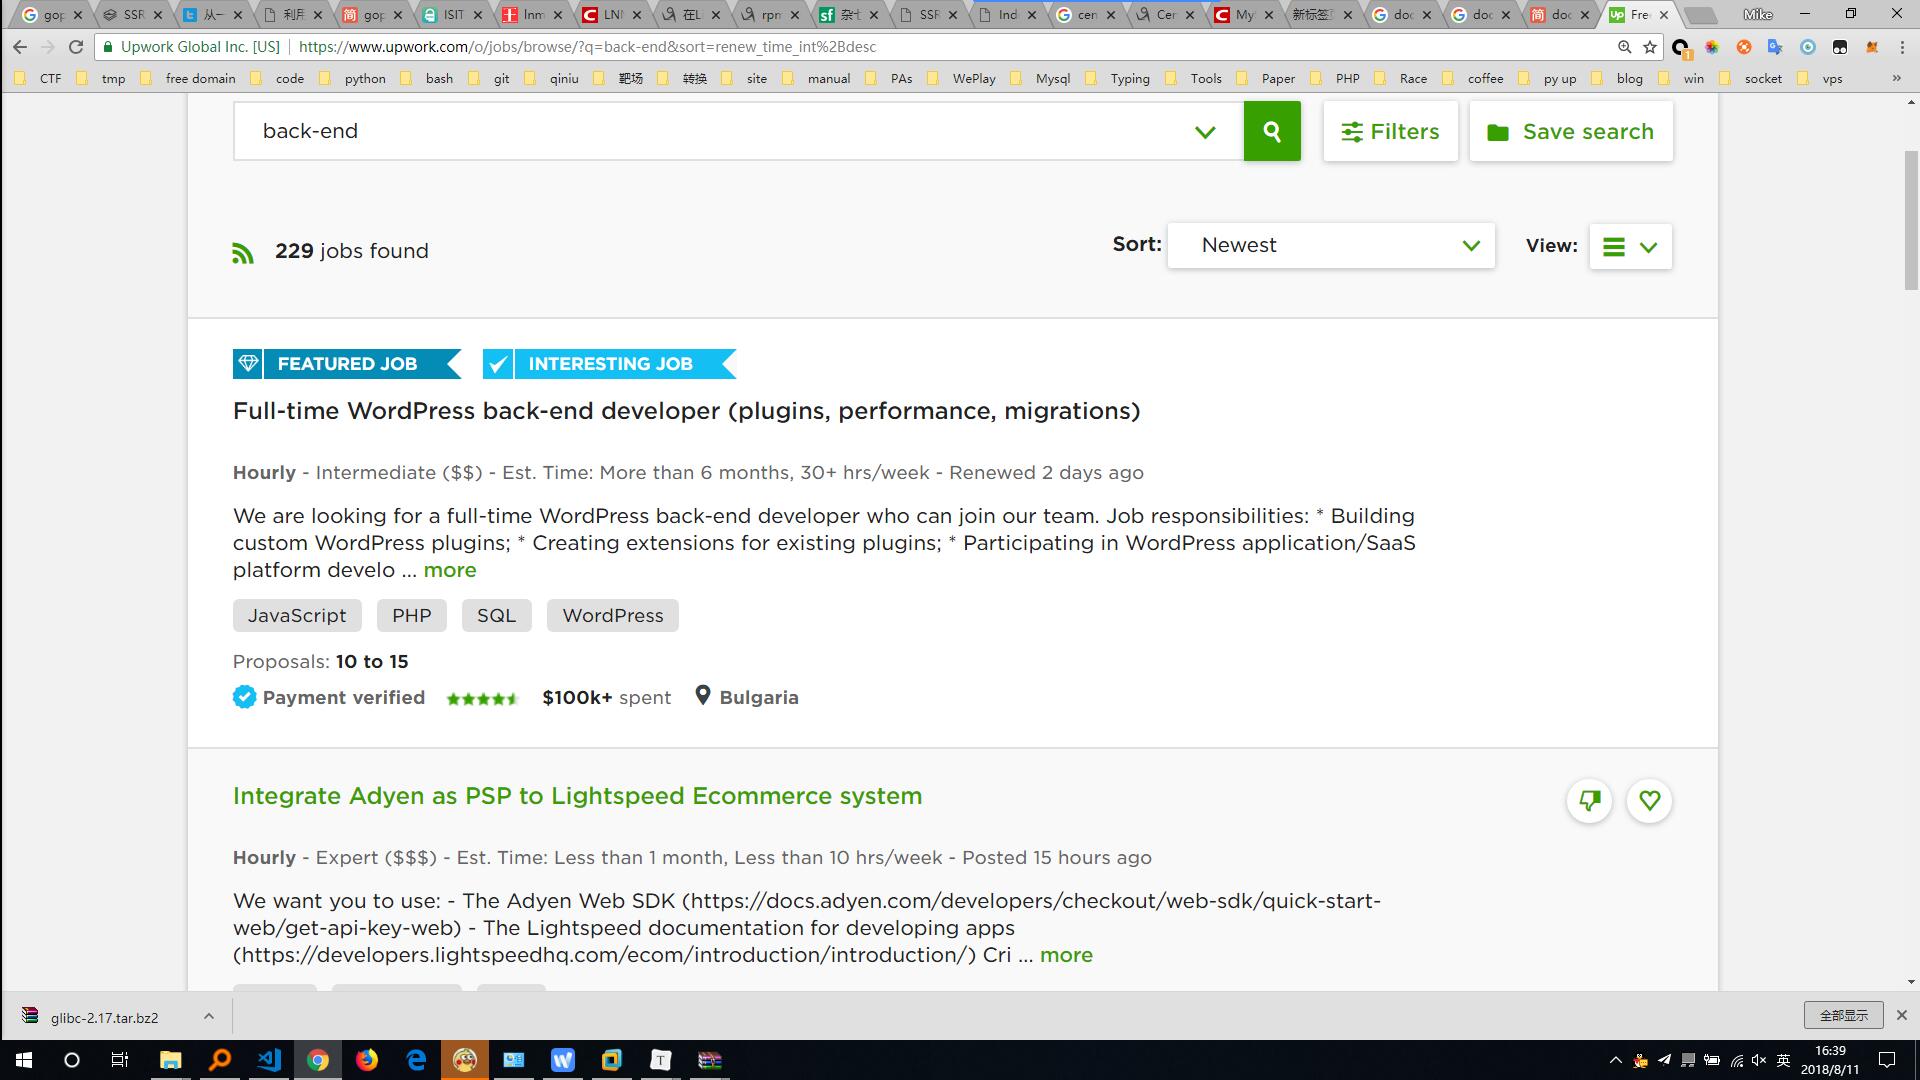 gop
SSR
从一
利用
gop
ISIT
Inm
LNM
在Li
rpm
杂七
SSR
Inde
cen
Cen
My
新标签页
doc
doc
doc
Free
Mike
Upwork Global Inc. [US]
https://www.upwork.com/o/jobs/browse/?q=back-end&sort=renew_time_int%2Bdesc
1
CTF
tmp
free domain
code
python
bash
git
qiniu
靶场
转换
site
manual
PAs
WePlay
Mysql
Typing
Tools
Paper
PHP
Race
coffee
py up
blog
win
socket
vps
»
back-end
Filters
Save search
229 jobs found
Sort:
Newest
View:
FEATURED JOB
INTERESTING JOB
Full-time WordPress back-end developer (plugins, performance, migrations)
Hourly - Intermediate ($$) - Est. Time: More than 6 months, 30+ hrs/week - Renewed 2 days ago
We are looking for a full-time WordPress back-end developer who can join our team. Job responsibilities: * Building
custom WordPress plugins; * Creating extensions for existing plugins; * Participating in WordPress application/SaaS
platform develo ... more
JavaScript
PHP
SQL
WordPress
Proposals: 10 to 15
Payment verified
$100k+ spent
Bulgaria
Integrate Adyen as PSP to Lightspeed Ecommerce system
Hourly - Expert ($$$) - Est. Time: Less than 1 month, Less than 10 hrs/week - Posted 15 hours ago
We want you to use: - The Adyen Web SDK (https://docs.adyen.com/developers/checkout/web-sdk/quick-start-
web/get-api-key-web) - The Lightspeed documentation for developing apps
(https://developers.lightspeedhq.com/ecom/introduction/introduction/) Cri ... more
glibc-2.17.tar.bz2
全部显示
英
16:39
2018/8/11